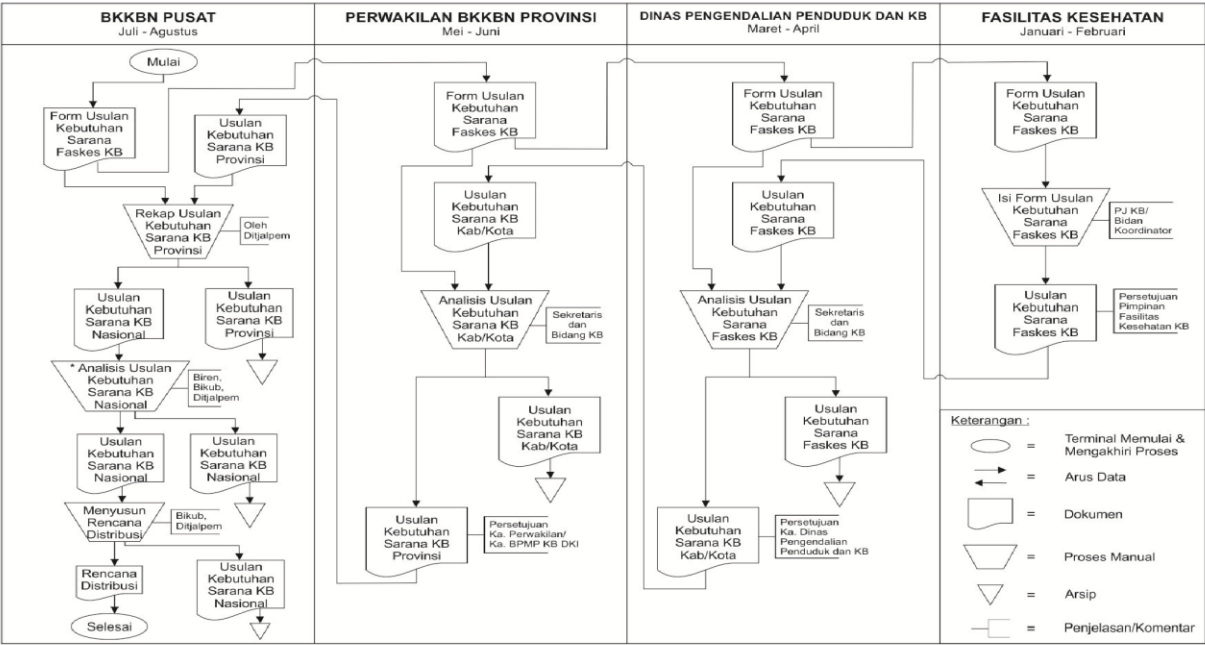 BKKBN PUSAT
Juli - Agustus
Mulai
Form Usulan
Kebutuhan
Sarana
Faskes KB
Usulan
Kebutuhan
Sarana KB
Provinsi
Rekap Usulan
Kebutuhan
Sarana KB
Provinsi
Oleh
Ditjalpem
Usulan
Kebutuhan
Sarana KB
Nasional
Usulan
Kebutuhan
Sarana KB
Provinsi
* Analisis Usulan
Kebutuhan
Sarana KB
Nasional
Biren,
Bikub,
Ditjalpem
Usulan
Kebutuhan
Sarana KB
Nasional
Usulan
Kebutuhan
Sarana KB
Nasional
Menyusun
Rencana
Distribusi
Bikub,
Ditjalpem
Rencana
Distribusi
Usulan
Kebutuhan
Sarana KB
Nasional
Selesai
PERWAKILAN BKKBN PROVINSI
Mei - Juni
Form Usulan
Kebutuhan
Sarana
Faskes KB
Usulan
Kebutuhan
Sarana KB
Kab/Kota
Analisis Usulan
Kebutuhan
Sarana KB
Kab/Kota
Sekretaris
dan
Bidang KB
Usulan
Kebutuhan
Sarana KB
Kab/Kota
Usulan
Kebutuhan
Sarana KB
Provinsi
Persetujuan
Ka. Perwakilan/
Ka. BPMP KB DKI
DINAS PENGENDALIAN PENDUDUK DAN KB
Maret - April
Form Usulan
Kebutuhan
Sarana
Faskes KB
Usulan
Kebutuhan
Sarana
Faskes KB
Analisis Usulan
Kebutuhan
Sarana
Faskes KB
Sekretaris
dan
Bidang KB
Usulan
Kebutuhan
Sarana
Faskes KB
Usulan
Kebutuhan
Sarana KB
Kab/Kota
Persetujuan
Ka. Dinas
Pengendalian
Penduduk dan KB
FASILITAS KESEHATAN
Januari - Februari
Form Usulan
Kebutuhan
Sarana
Faskes KB
Isi Form Usulan
Kebutuhan
Sarana
Faskes KB
PJ KB/
Bidan
Koordinator
Usulan
Kebutuhan
Sarana
Faskes KB
Persetujuan
Pimpinan
Fasilitas
Kesehatan KB
Keterangan :
= Terminal Memulai &
Mengakhiri Proses
= Arus Data
= Dokumen
= Proses Manual
= Arsip
= Penjelasan/Komentar